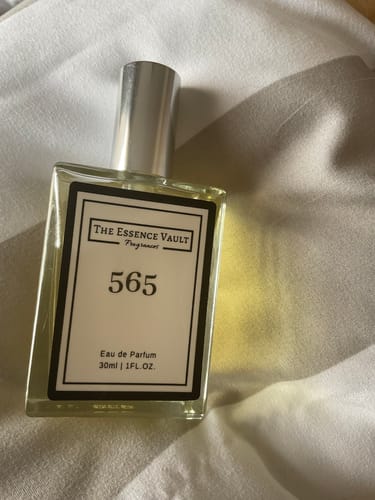 THE ESSENCE VAULT
Fragrances
565
Eau de Parfum
30ml | 1FL.OZ.